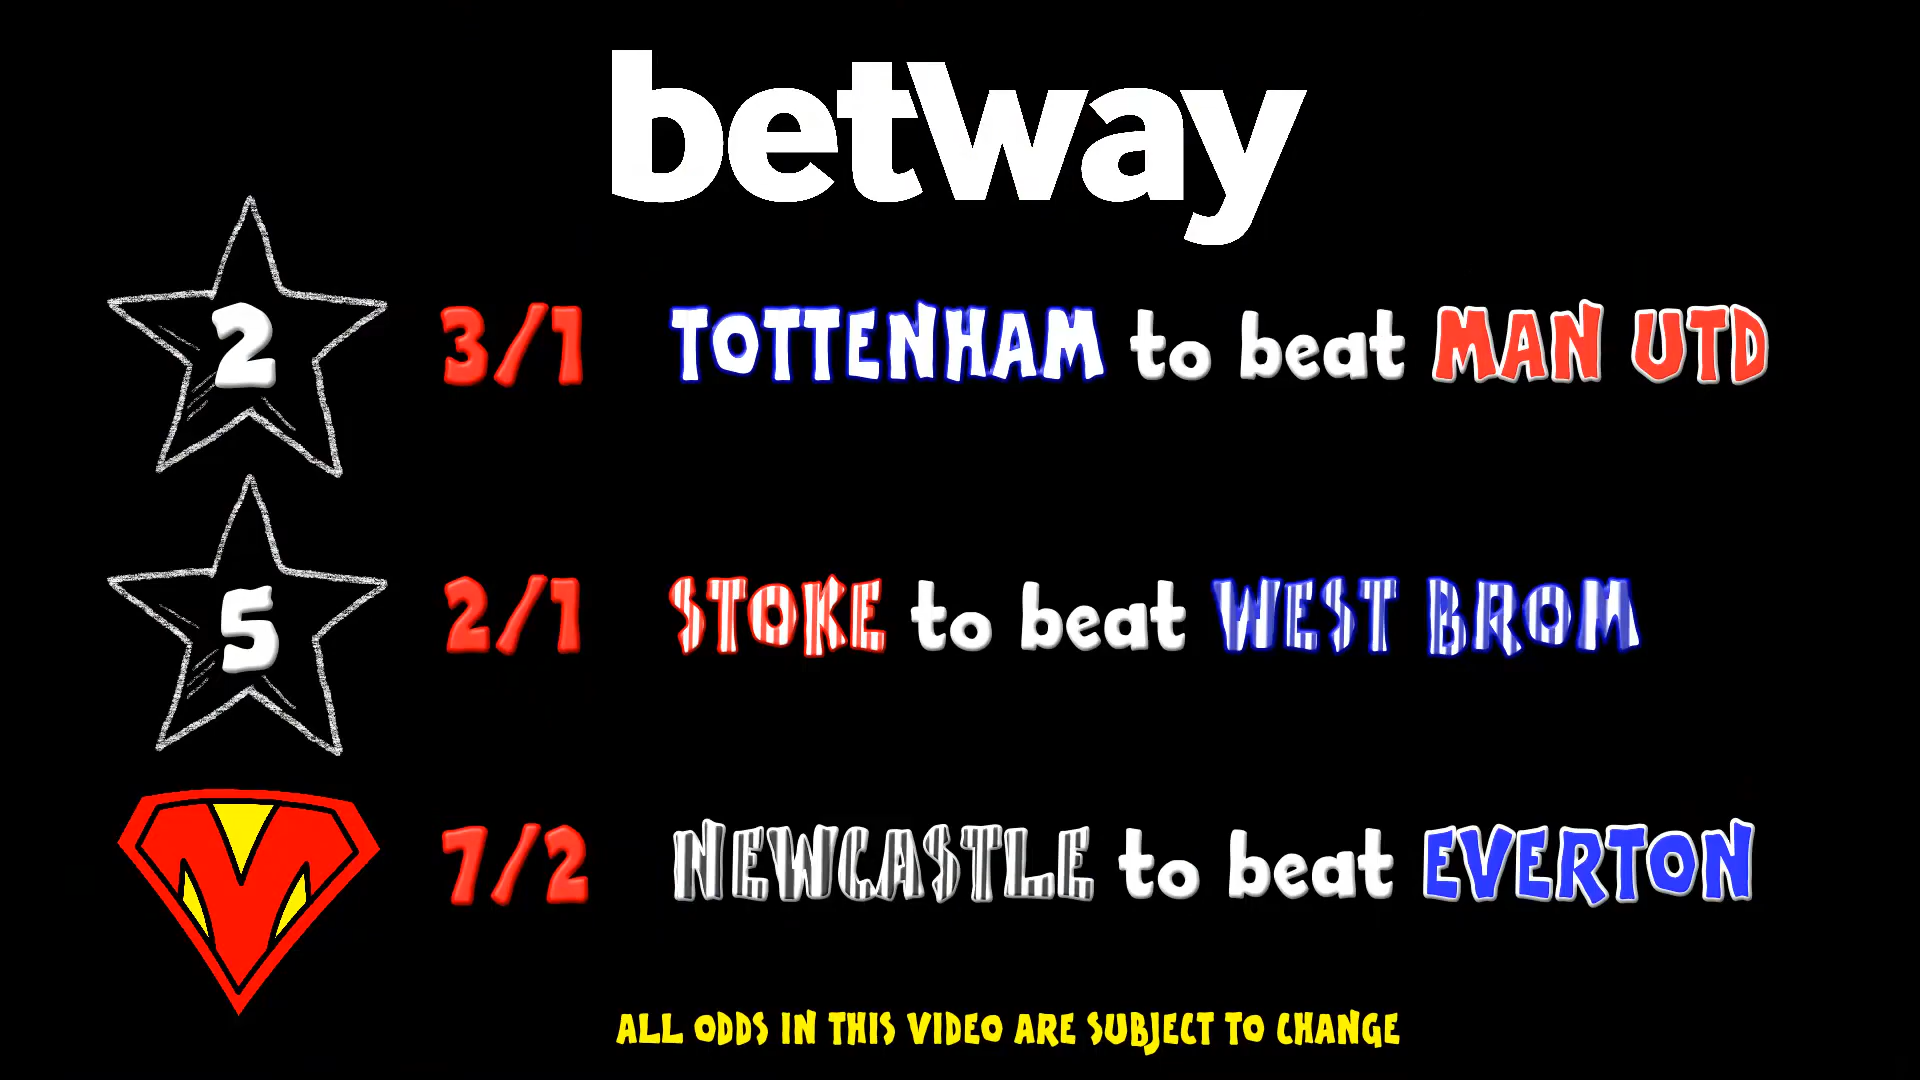 betway
2 3/1 TOTTENHAM to beat MAN UTD
5 2/1 STOKE to beat WEST BROM
M 7/2 NEWCASTLE to beat EVERTON
ALL ODDS IN THIS VIDEO ARE SUBJECT TO CHANGE